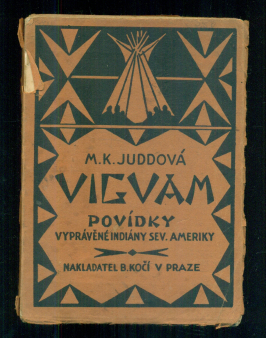 M.K. JUDDOVÁ
VIGVAM
POVÍDKY
VYPRÁVĚNÉ INDIÁNY SEV. AMERIKY
NAKLADATEL B. KOČÍ V PRAZE